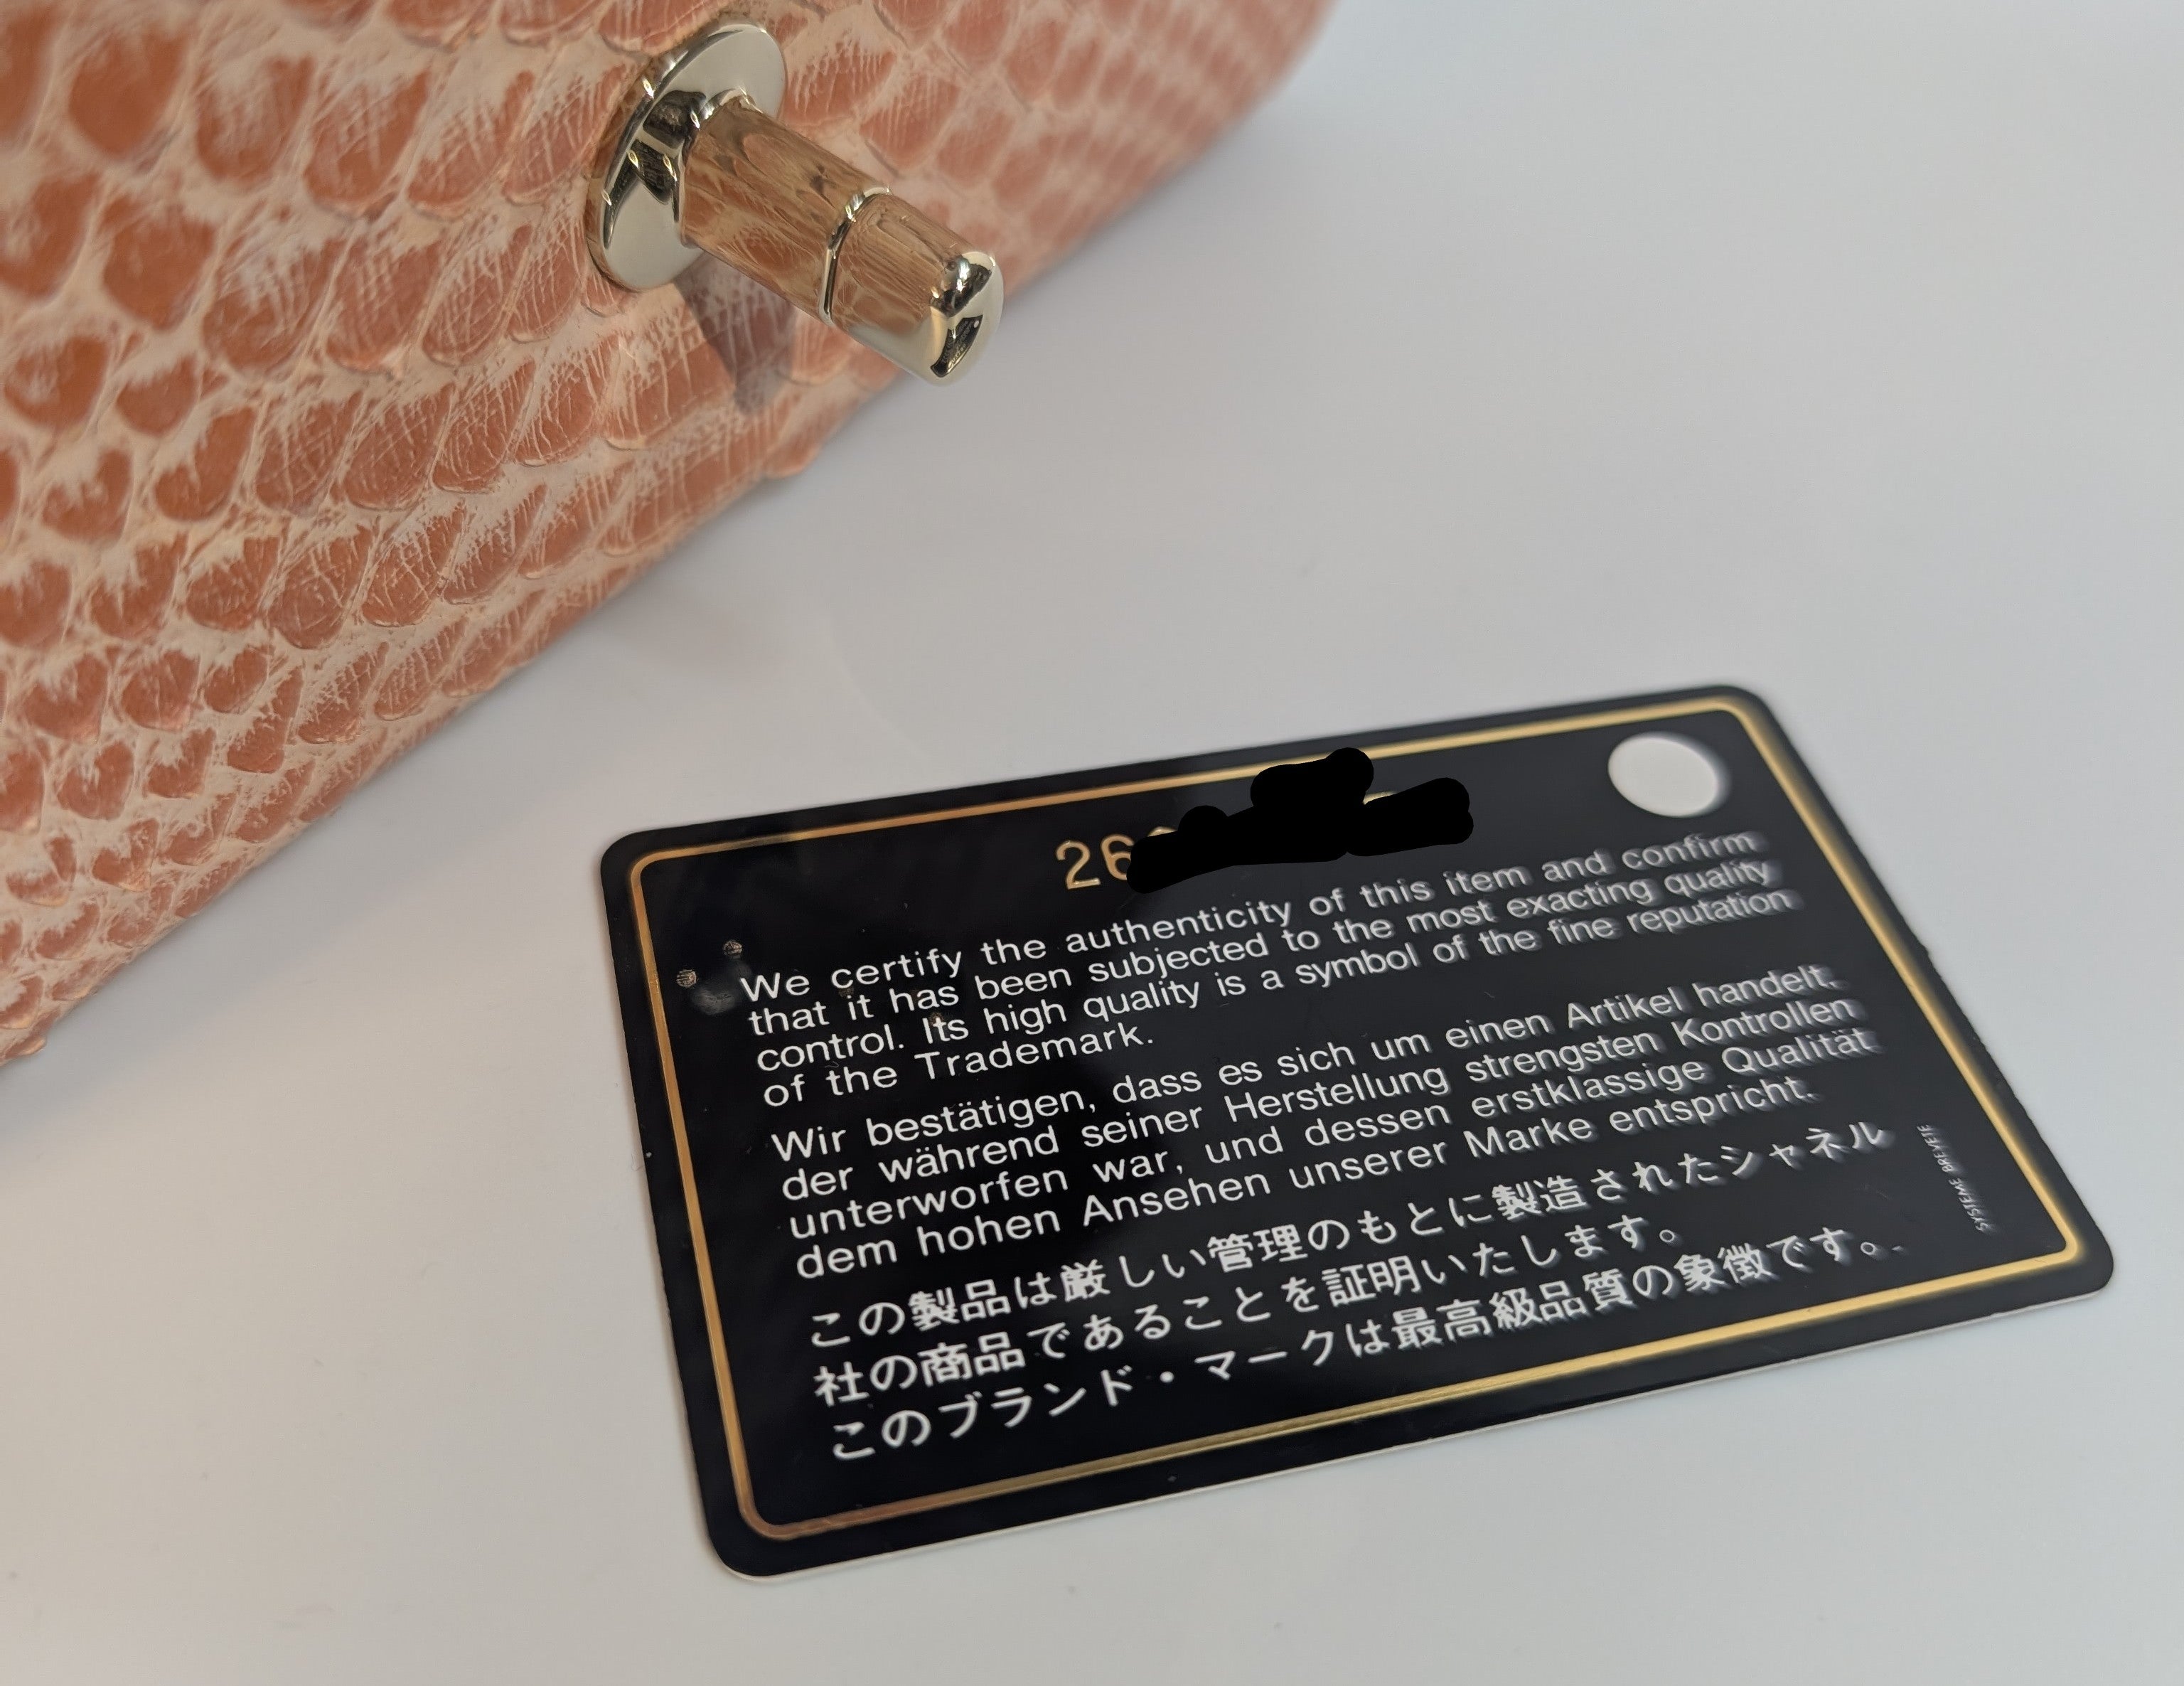 26
We certify the authenticity of this item and confirm
that it has been subjected to the most exacting quality
control. Its high quality is a symbol of the fine reputation
of the Trademark.
Wir bestätigen, dass es sich um einen Artikel handelt,
der während seiner Herstellung strengsten Kontrollen
unterworfen war, und dessen erstklassige Qualität
dem hohen Ansehen unserer Marke entspricht.
この製品は厳しい管理のもとに製造されたシャネル
社の商品であることを証明いたします。
このブランド・マークは最高級品質の象徴です。
SYSTEME BREVETE